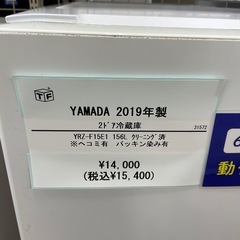 TF
YAMADA 2019年製
2ﾄﾞｱ冷蔵庫
21572
YRZ-F15E1 156L ｸﾘｰﾆﾝｸﾞ済
※ヘコミ有 パッキン染み有
¥14,000
(税込¥15,400)
6
動